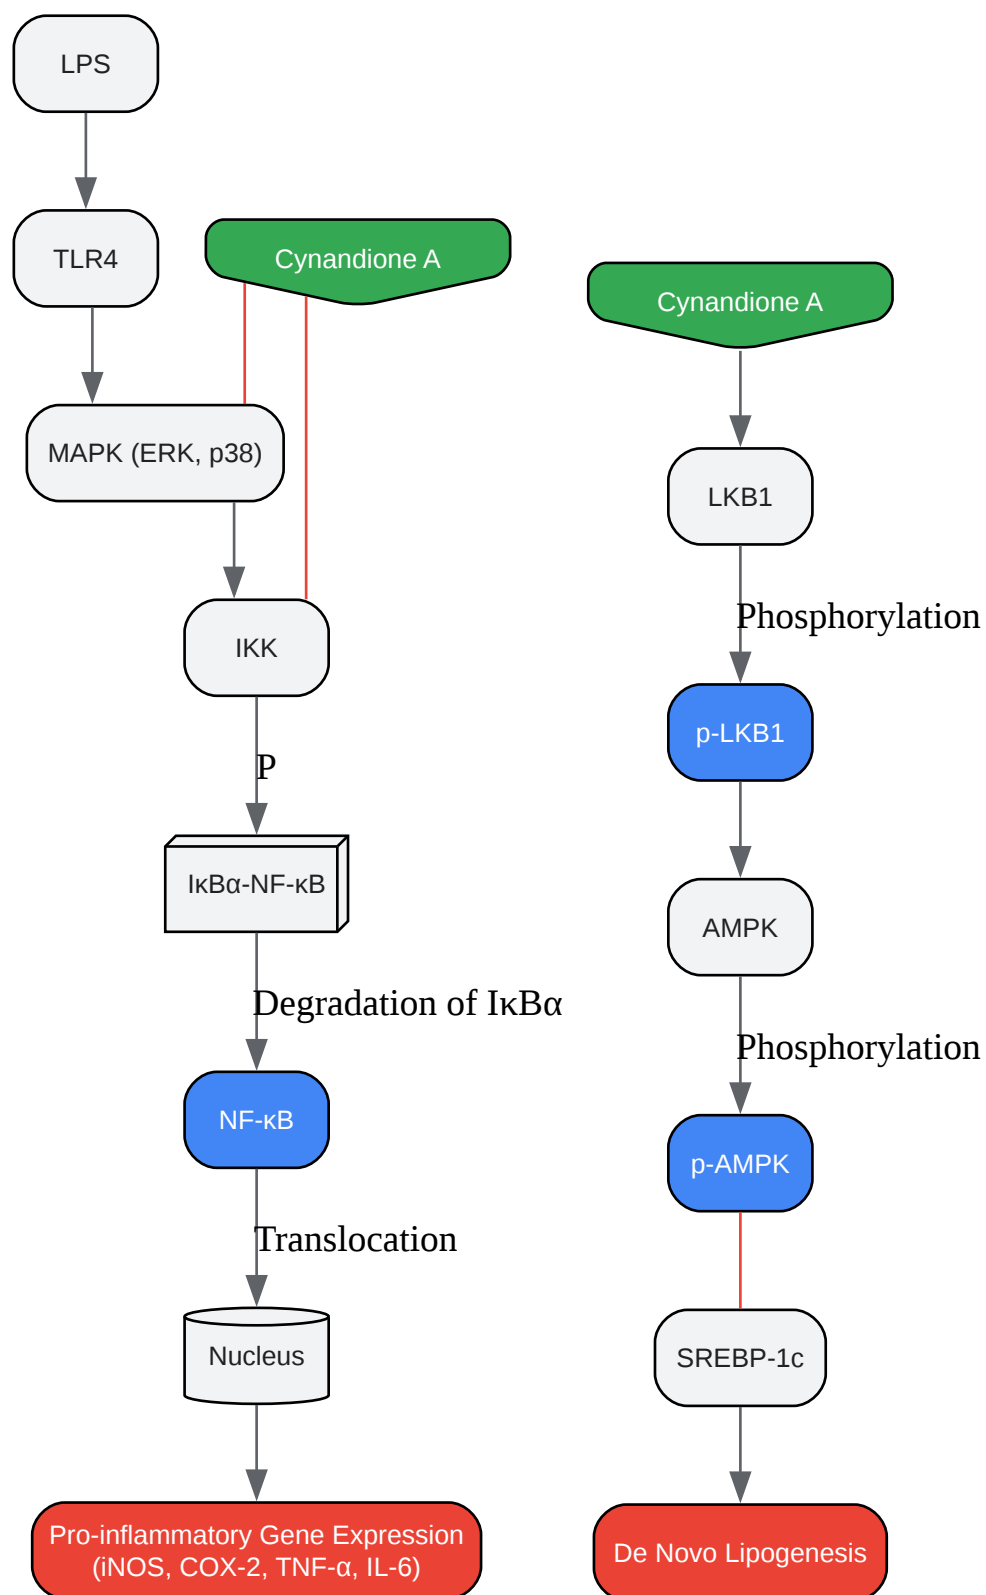 LPS
TLR4
Cynandione A
MAPK (ERK, p38)
IKK
P
IκBα-NF-κB
Degradation of IκBα
NF-κB
Translocation
Nucleus
Pro-inflammatory Gene Expression
(iNOS, COX-2, TNF-α, IL-6)
Cynandione A
LKB1
Phosphorylation
p-LKB1
AMPK
Phosphorylation
p-AMPK
SREBP-1c
De Novo Lipogenesis